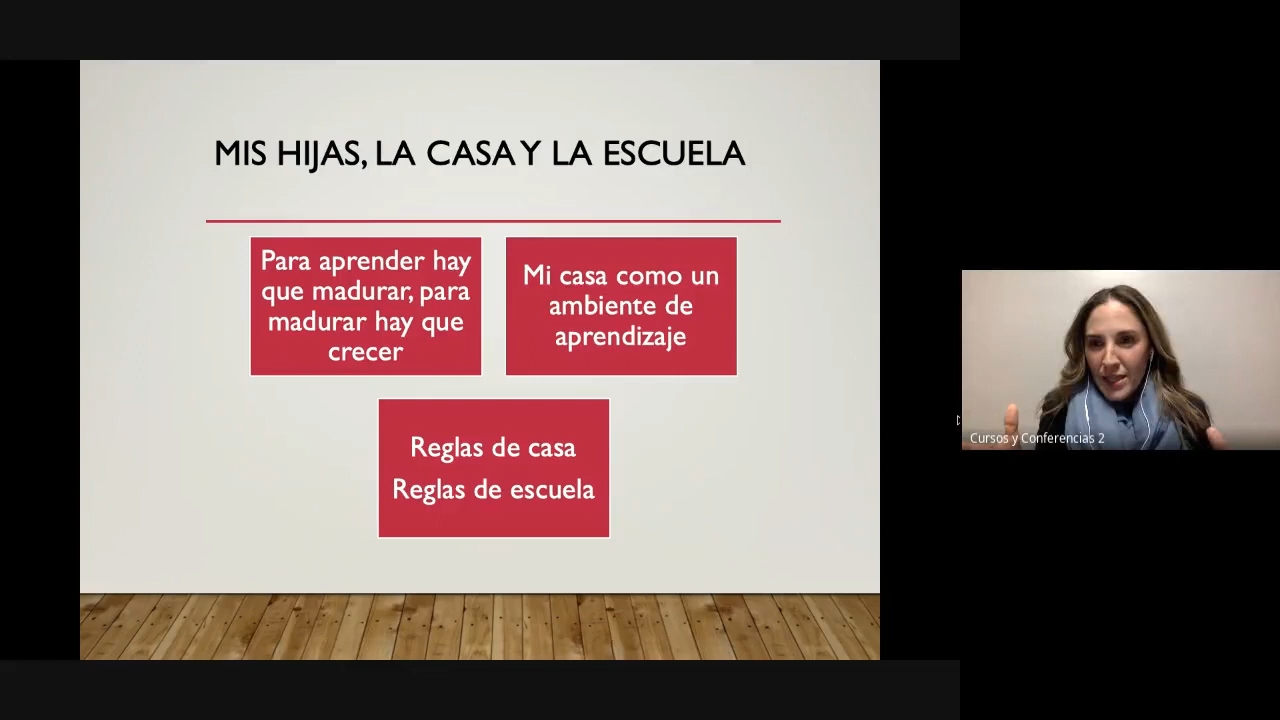 MIS HIJAS, LA CASA Y LA ESCUELA
Para aprender hay
que madurar, para
madurar hay que
crecer
Mi casa como un
ambiente de
aprendizaje
Reglas de casa
Reglas de escuela
Cursos y Conferencias 2